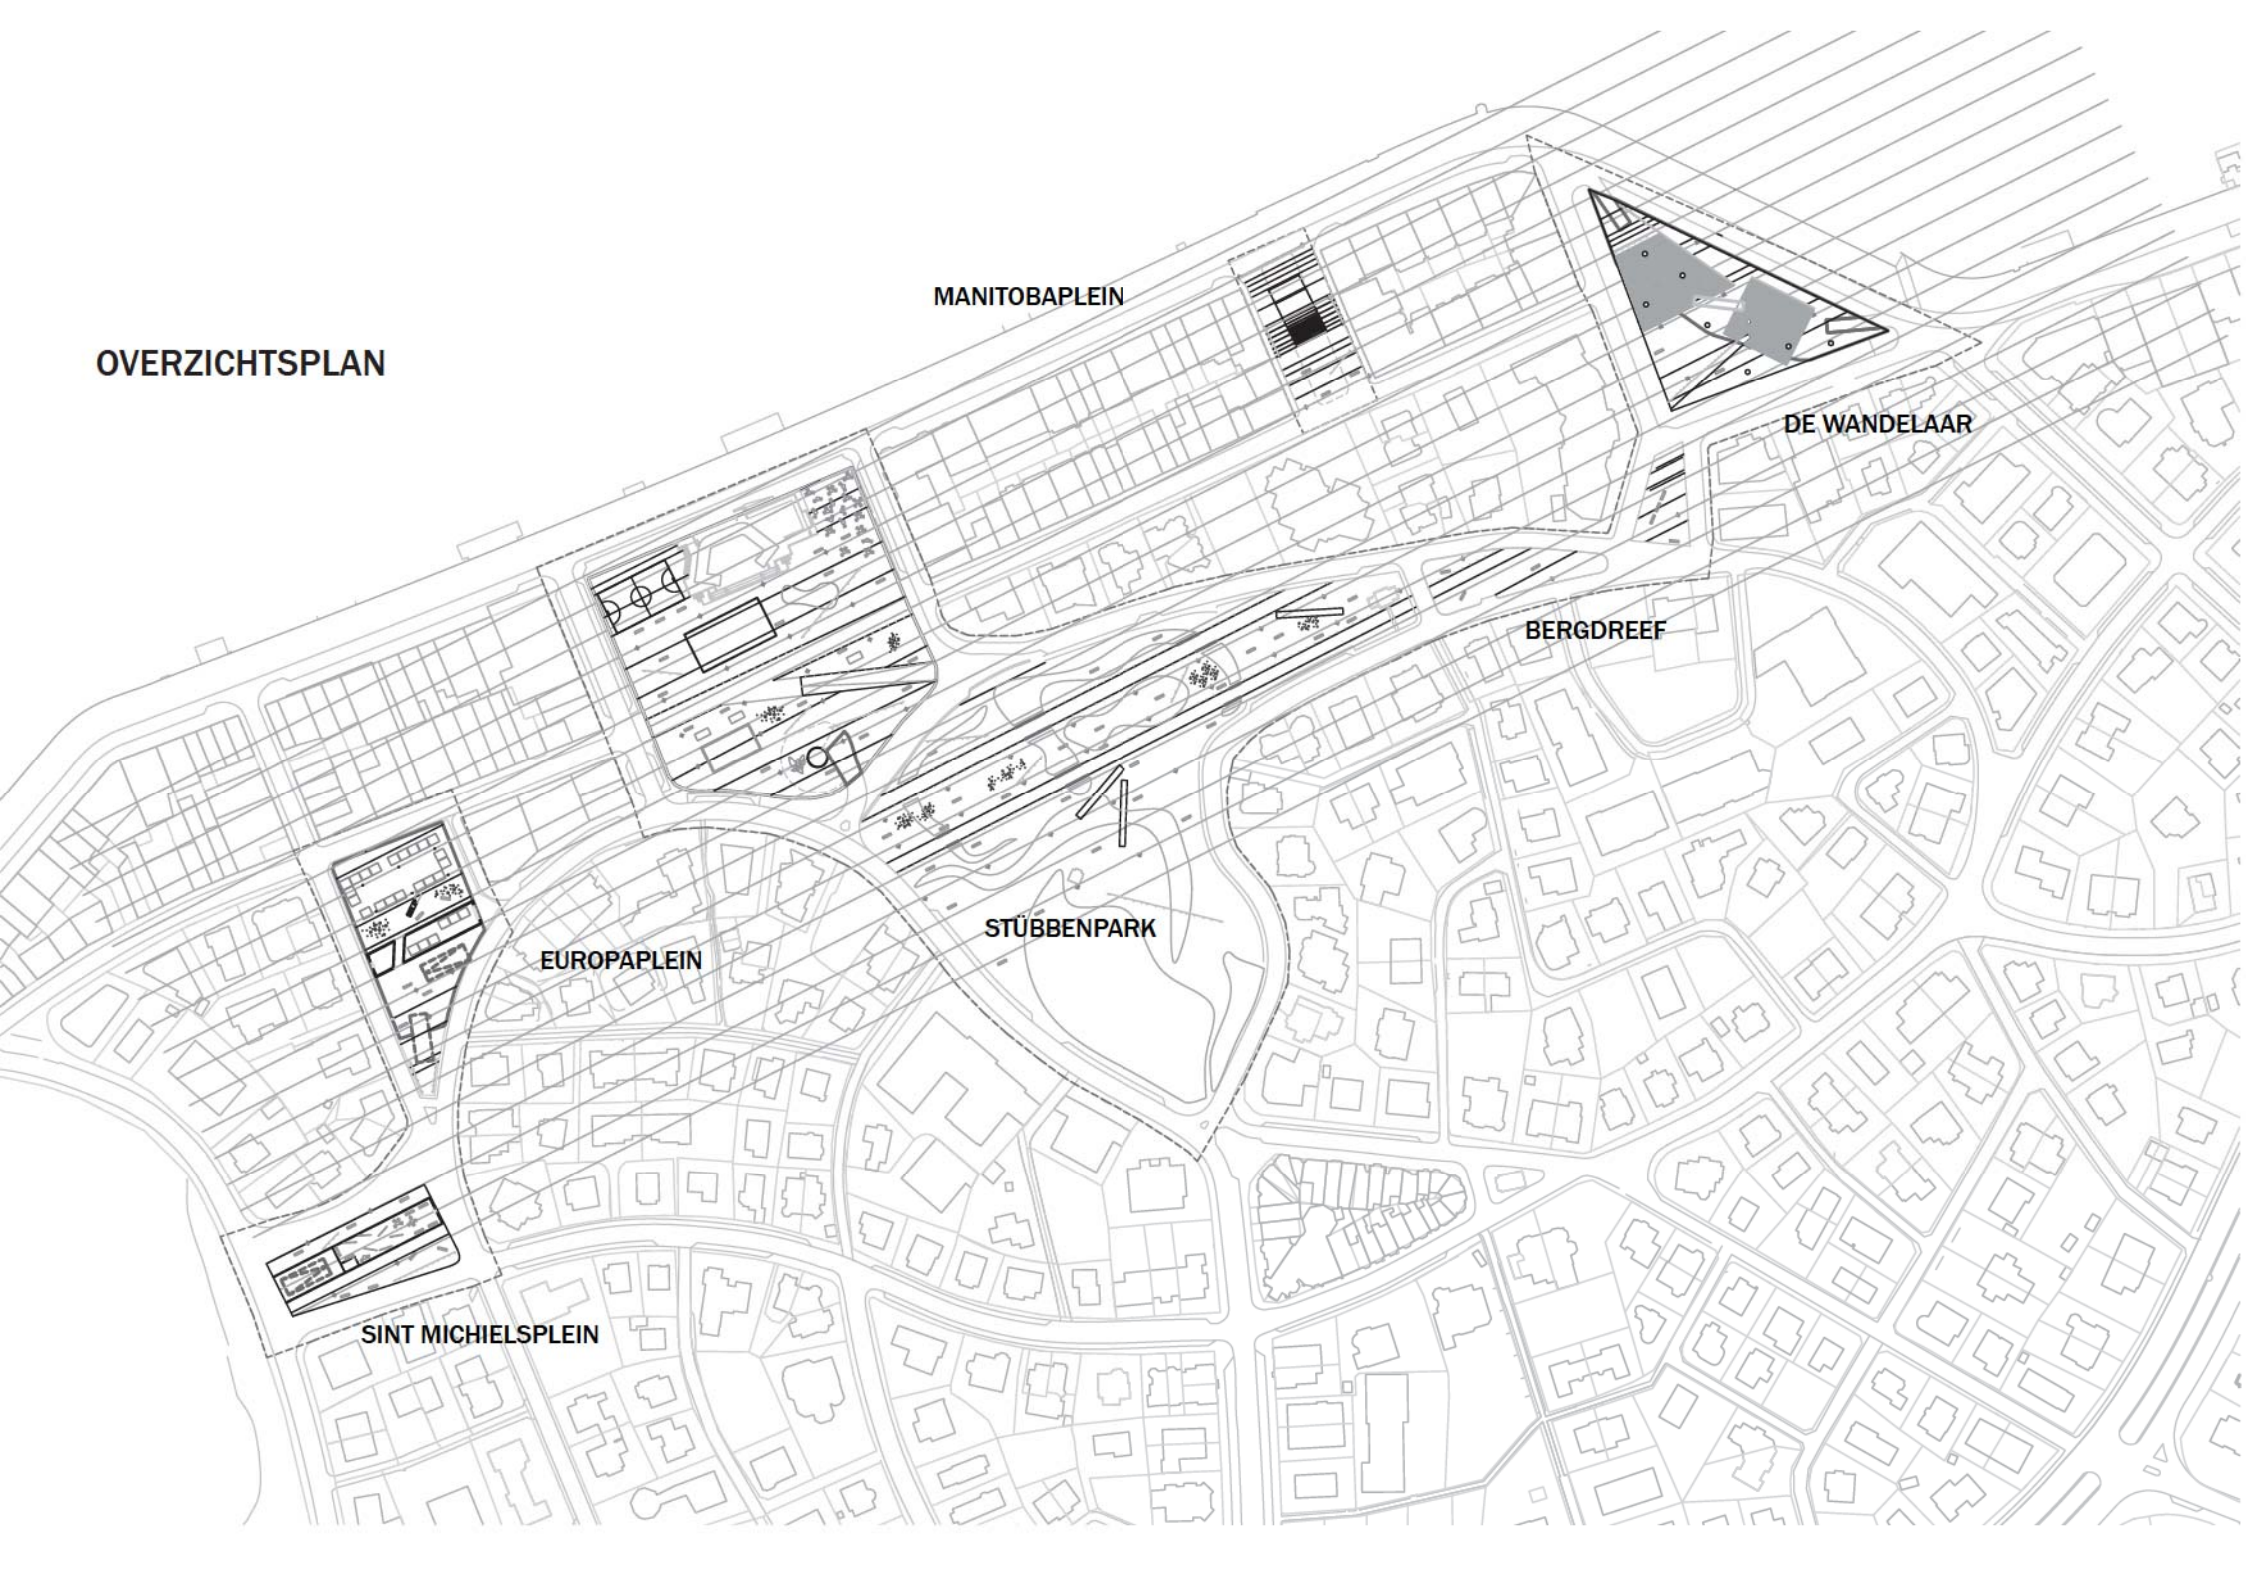 MANITOBAPLEIN
OVERZICHTSPLAN
DE WANDELAAR
BERGDREEF
STÜBBENPARK
EUROPAPLEIN
SINT MICHIELSPLEIN